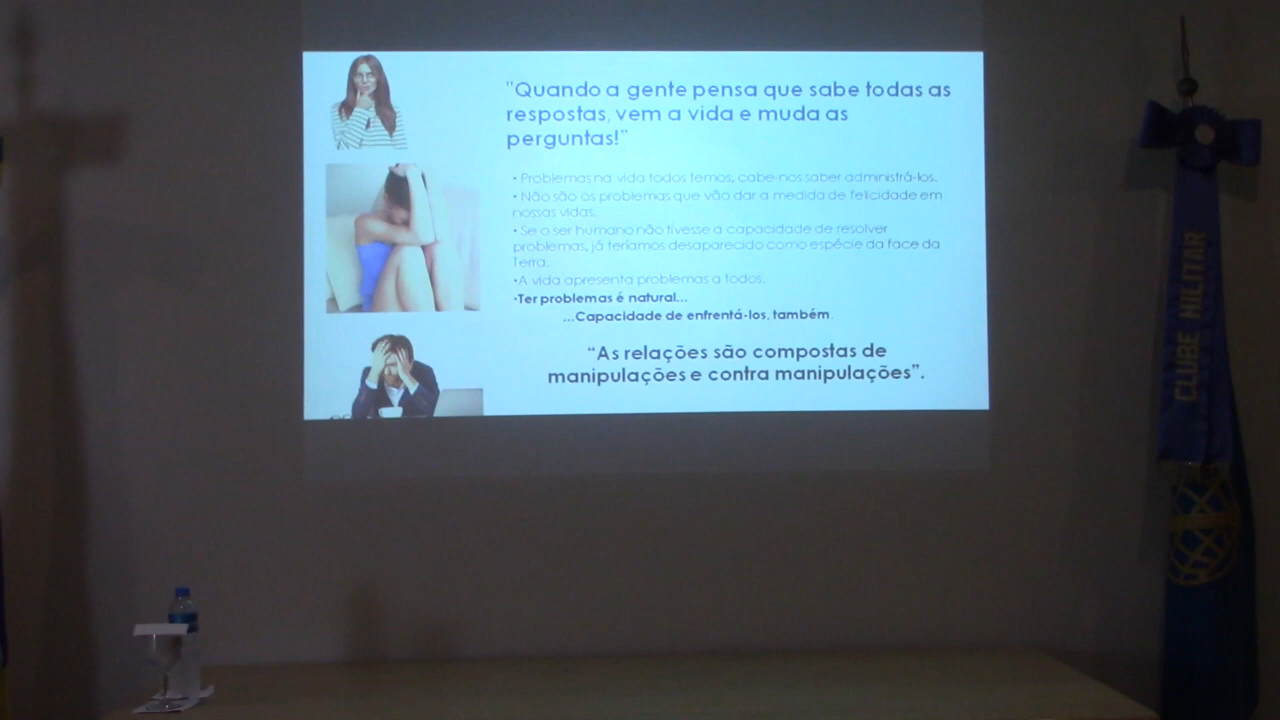 "Quando a gente pensa que sabe todas as
respostas, vem a vida e muda as
perguntas!"
• Problemas na vida todos temos, cabe-nos saber administrá-los.
• Não são os problemas que vão dar a medida de felicidade em
nossas vidas.
• Se o ser humano não tivesse a capacidade de resolver
problemas, já teríamos desaparecido como espécie da face da
Terra.
•A vida apresenta problemas a todos.
•Ter problemas é natural...
...Capacidade de enfrentá-los, também.
"As relações são compostas de
manipulações e contra manipulações".
CLUBE MILITAR